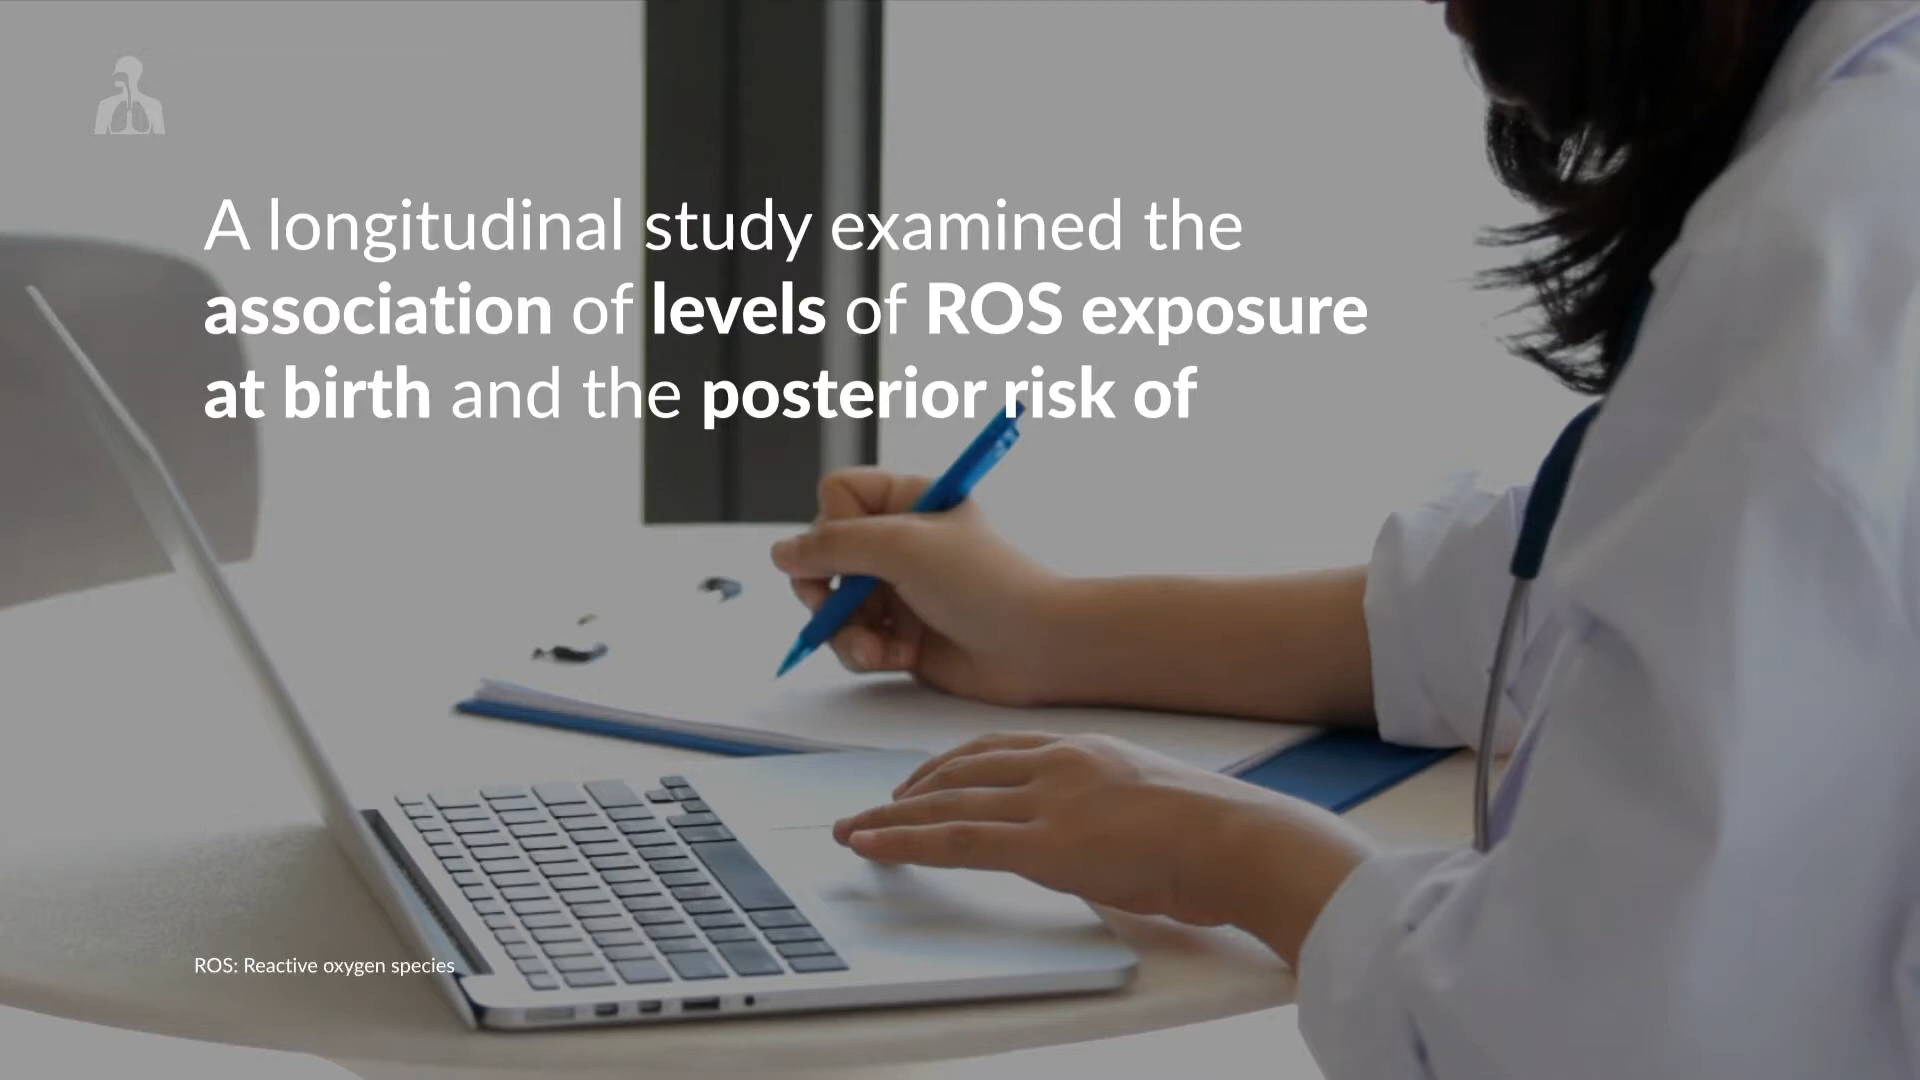 A longitudinal study examined the
association of levels of ROS exposure
at birth and the posterior risk of
ROS: Reactive oxygen species